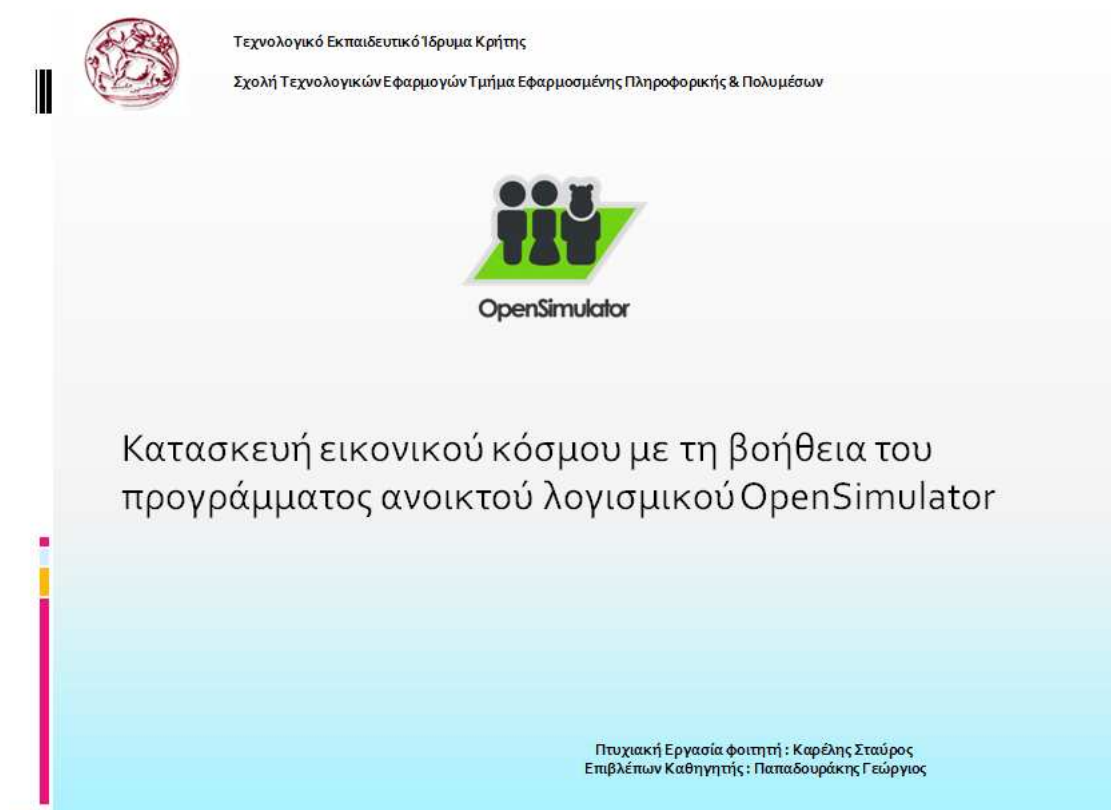 Τεχνολογικό Εκπαιδευτικό Ίδρυμα Κρήτης
Σχολή Τεχνολογικών Εφαρμογών Τμήμα Εφαρμοσμένης Πληροφορικής & Πολυμέσων
OpenSimulator
Κατασκευή εικονικού κόσμου με τη βοήθεια του
προγράμματος ανοικτού λογισμικού OpenSimulator
Πτυχιακή Εργασία φοιτητή : Καρέλης Σταύρος
Επιβλέπων Καθηγητής : Παπαδουράκης Γεώργιος